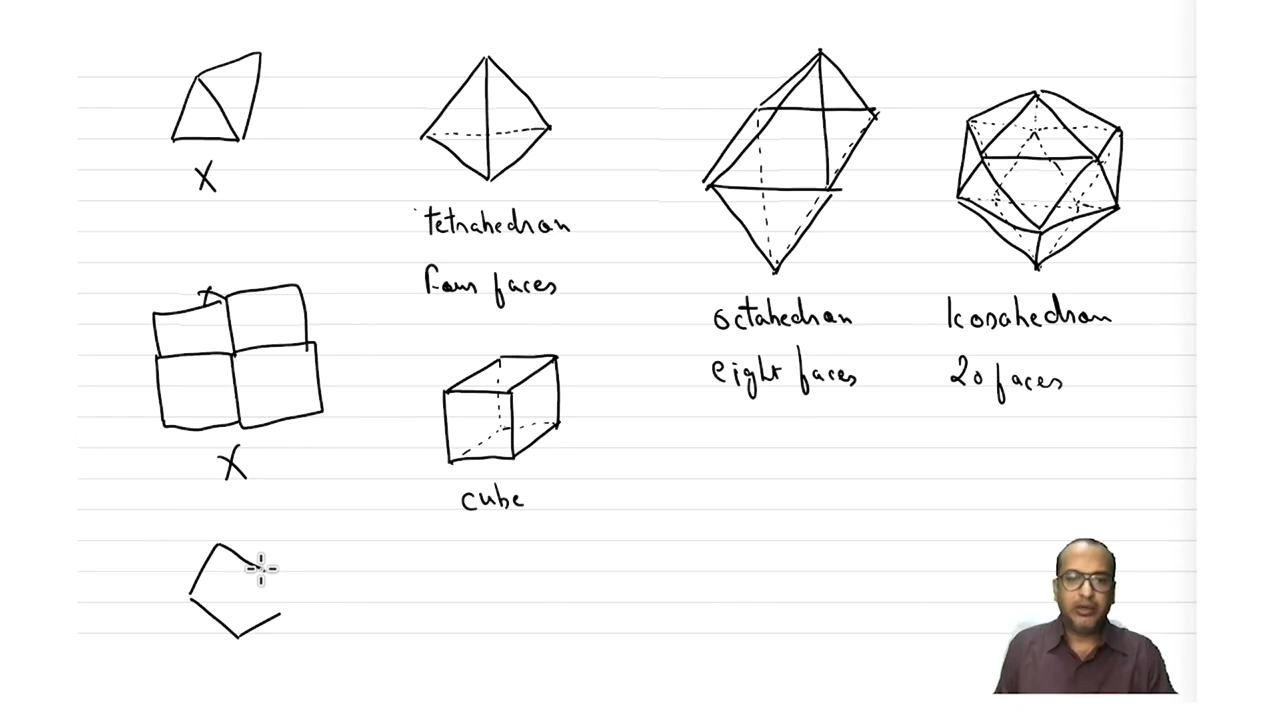 X
tetrahedron
four faces
octahedron
eight faces
Icosahedron
20 faces
X
cube